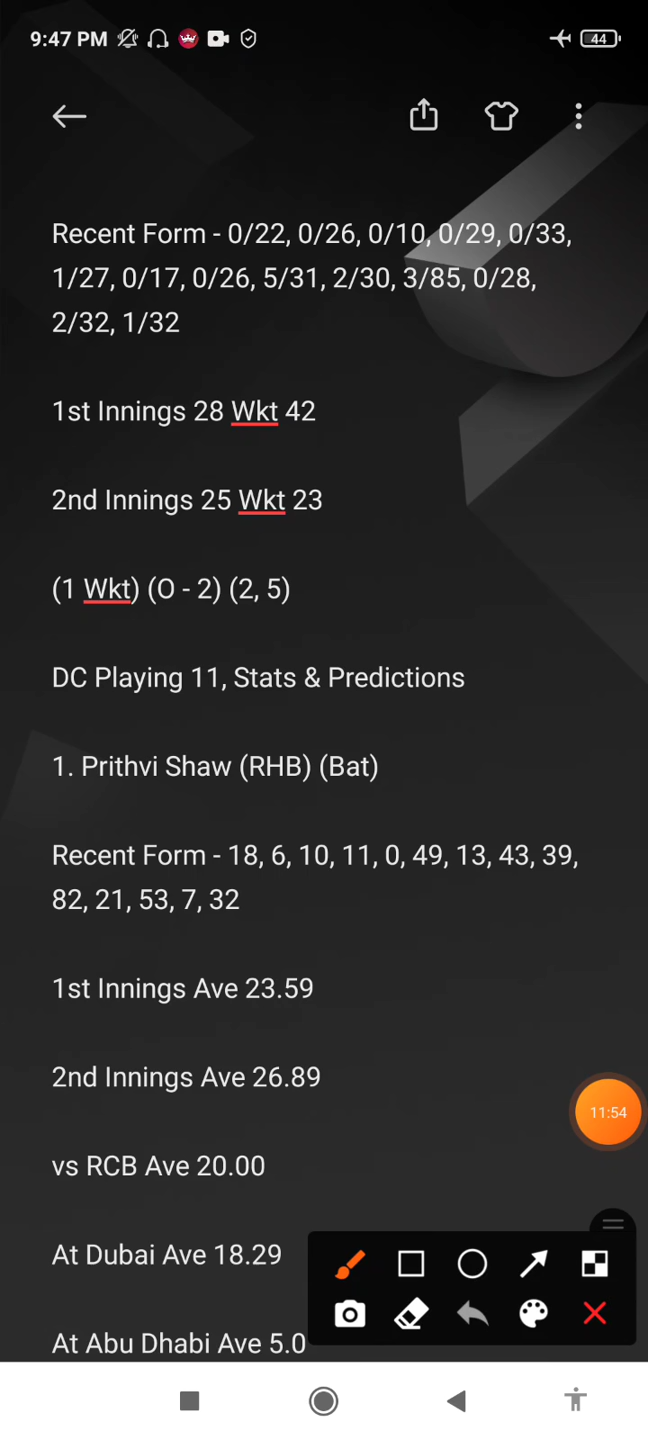 9:47 PM
44
Recent Form - 0/22, 0/26, 0/10, 0/29, 0/33,
1/27, 0/17, 0/26, 5/31, 2/30, 3/85, 0/28,
2/32, 1/32
1st Innings 28 Wkt 42
2nd Innings 25 Wkt 23
(1 Wkt) (O - 2) (2, 5)
DC Playing 11, Stats & Predictions
1. Prithvi Shaw (RHB) (Bat)
Recent Form - 18, 6, 10, 11, 0, 49, 13, 43, 39,
82, 21, 53, 7, 32
1st Innings Ave 23.59
2nd Innings Ave 26.89
11:54
vs RCB Ave 20.00
At Dubai Ave 18.29
At Abu Dhabi Ave 5.0